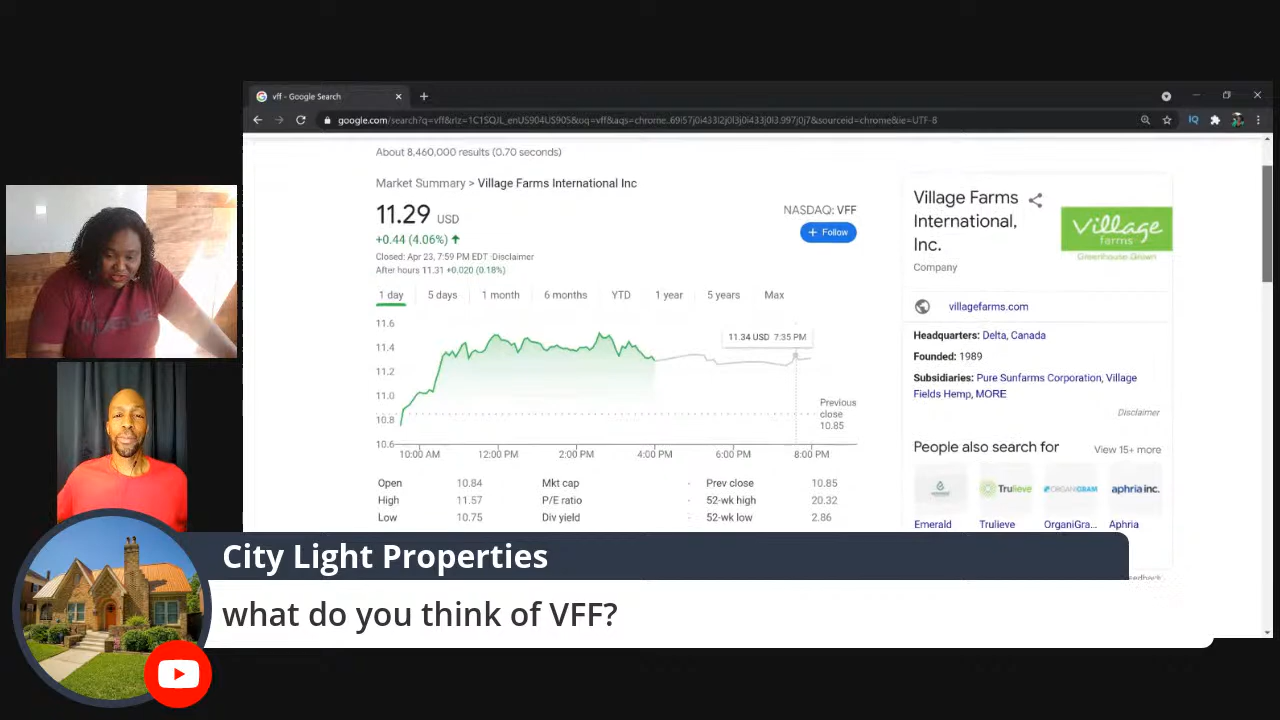 vff - Google Search
google.com/search?q=vff&rlz=1C1SQJL_enUS904US905&oq=vff&aqs=chrome..69i57j0i433l2j0l3j0i433j0l3.997j0j7&sourceid=chrome&ie=UTF-8
IQ
About 8,460,000 results (0.70 seconds)
Market Summary > Village Farms International Inc
11.29 USD
NASDAQ: VFF
+ Follow
+0.44 (4.06%)
Closed: Apr 23, 7:59 PM EDT · Disclaimer
After hours 11.31 +0.020 (0.18%)
1 day 5 days 1 month 6 months YTD 1 year 5 years Max
11.34 USD 7:35 PM
11.6
11.4
11.2
11.0
10.8
10.6
Previous
close
10.85
10:00 AM 12:00 PM 2:00 PM 4:00 PM 6:00 PM 8:00 PM
Open 10.84 Mkt cap - Prev close 10.85
High 11.57 P/E ratio - 52-wk high 20.32
Low 10.75 Div yield - 52-wk low 2.86
Village Farms
International,
Inc.
Company
Village
farms
Greenhouse Grown
villagefarms.com
Headquarters: Delta, Canada
Founded: 1989
Subsidiaries: Pure Sunfarms Corporation, Village
Fields Hemp, MORE
Disclaimer
People also search for View 15+ more
Trulieve
ORGANIGRAM
aphria inc.
Emerald Trulieve OrganiGra... Aphria
City Light Properties
what do you think of VFF?